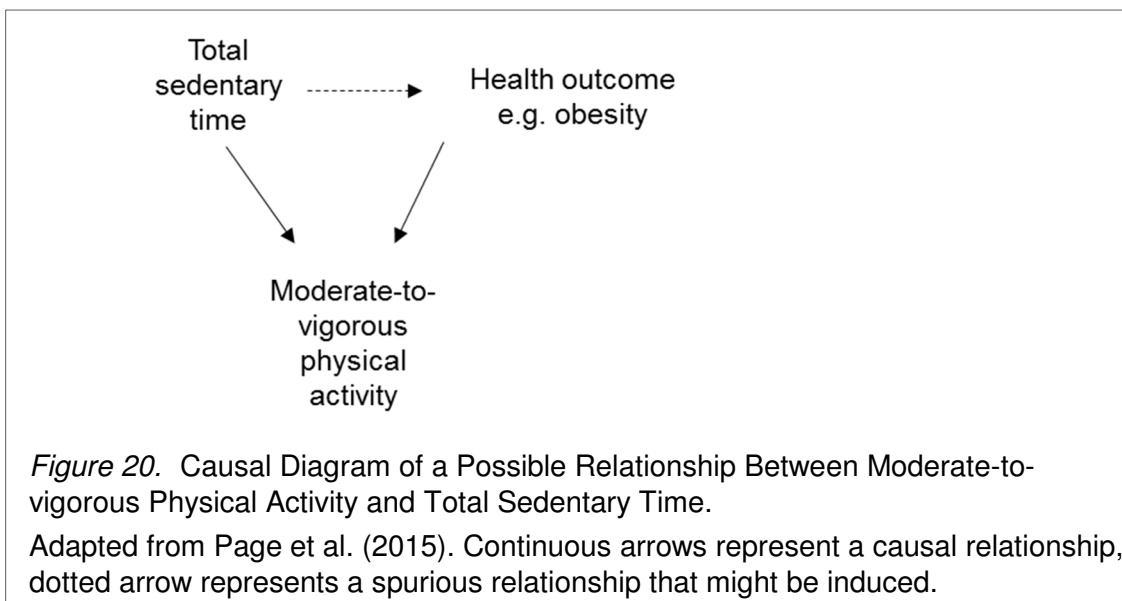 Total
sedentary
time
Health outcome
e.g. obesity
Moderate-to-
vigorous
physical
activity
Figure 20. Causal Diagram of a Possible Relationship Between Moderate-to-
vigorous Physical Activity and Total Sedentary Time.
Adapted from Page et al. (2015). Continuous arrows represent a causal relationship,
dotted arrow represents a spurious relationship that might be induced.